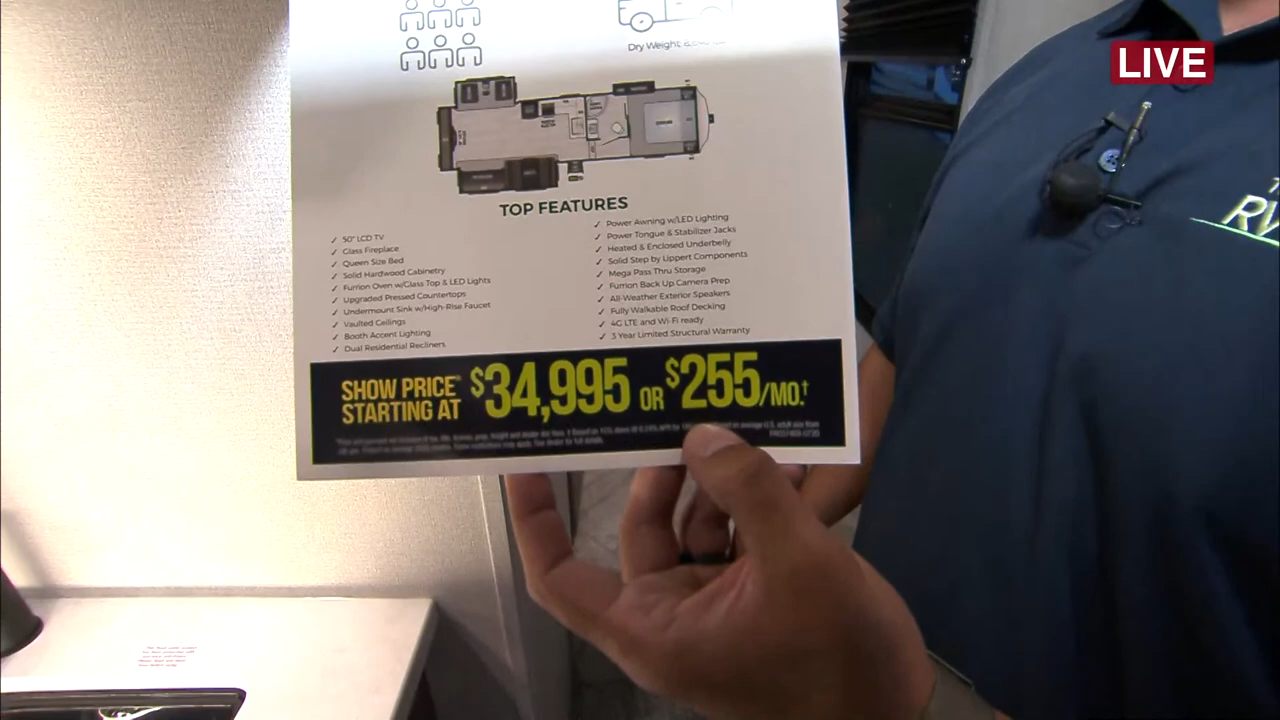 LIVE
Dry Weight
RV
TOP FEATURES
✓ 50" LCD TV
✓ Glass Fireplace
✓ Queen Size Bed
✓ Solid Hardwood Cabinetry
✓ Furrion Oven w/Glass Top & LED Lights
✓ Upgraded Pressed Countertops
✓ Undermount Sink w/High-Rise Faucet
✓ Vaulted Ceilings
✓ Booth Accent Lighting
✓ Dual Residential Recliners
✓ Power Awning w/LED Lighting
✓ Power Tongue & Stabilizer Jacks
✓ Heated & Enclosed Underbelly
✓ Solid Step by Lippert Components
✓ Mega Pass Thru Storage
✓ Furrion Back Up Camera Prep
✓ All-Weather Exterior Speakers
✓ Fully Walkable Roof Decking
✓ 4G LTE and Wi-Fi ready
✓ 3 Year Limited Structural Warranty
SHOW PRICE* STARTING AT $34,995 OR $255/MO.†